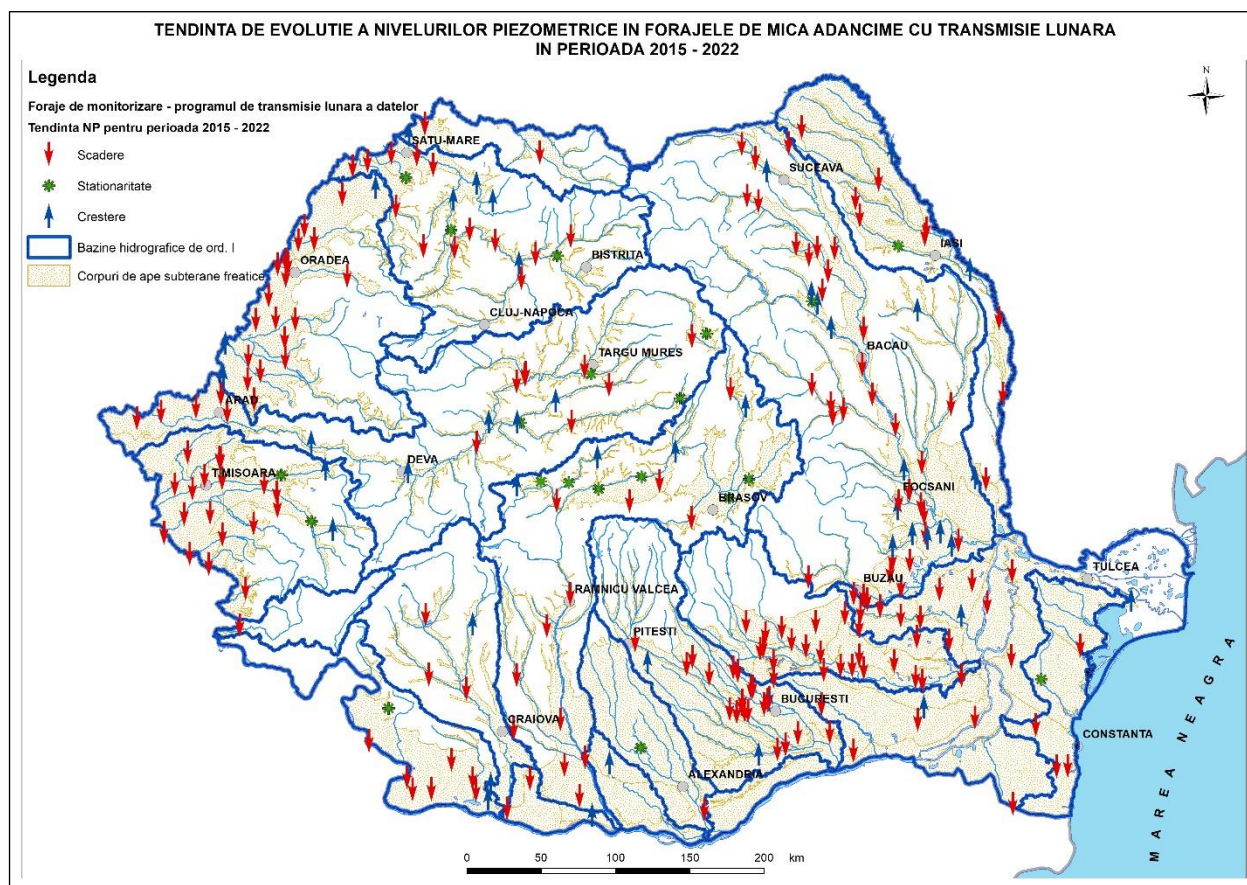 TENDINTA DE EVOLUTIE A NIVELURILOR PIEZOMETRICE IN FORAJELE DE MICA ADANCIME CU TRANSMISIE LUNARA
IN PERIOADA 2015 - 2022
Legenda
Foraje de monitorizare - programul de transmisie lunara a datelor
Tendinta NP pentru perioada 2015 - 2022
Scadere
Stationaritate
Crestere
Bazine hidrografice de ord. I
Corpuri de ape subterane freatice
N
SATU-MARE
SUCEAVA
IASI
ORADEA
BISTRITA
CLUJ-NAPOCA
TARGU MURES
BACAU
ARAD
DEVA
TIMISOARA
FOCSANI
BRASOV
TULCEA
BUZAU
RAMNICU VALCEA
PITESTI
BUCURESTI
CRAIOVA
CONSTANTA
ALEXANDRIA
MAREA NEAGRA
0 50 100 150 200 km